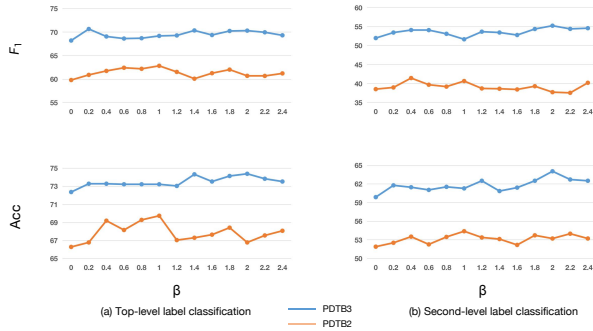 F1
75
70
65
60
55
0 0.2 0.4 0.6 0.8 1 1.2 1.4 1.6 1.8 2 2.2 2.4
60
55
50
45
40
35
30
0 0.2 0.4 0.6 0.8 1 1.2 1.4 1.6 1.8 2 2.2 2.4
Acc
75
73
71
69
67
65
0 0.2 0.4 0.6 0.8 1 1.2 1.4 1.6 1.8 2 2.2 2.4
65
62
59
56
53
50
0 0.2 0.4 0.6 0.8 1 1.2 1.4 1.6 1.8 2 2.2 2.4
β
β
(a) Top-level label classification
PDTB3
PDTB2
(b) Second-level label classification